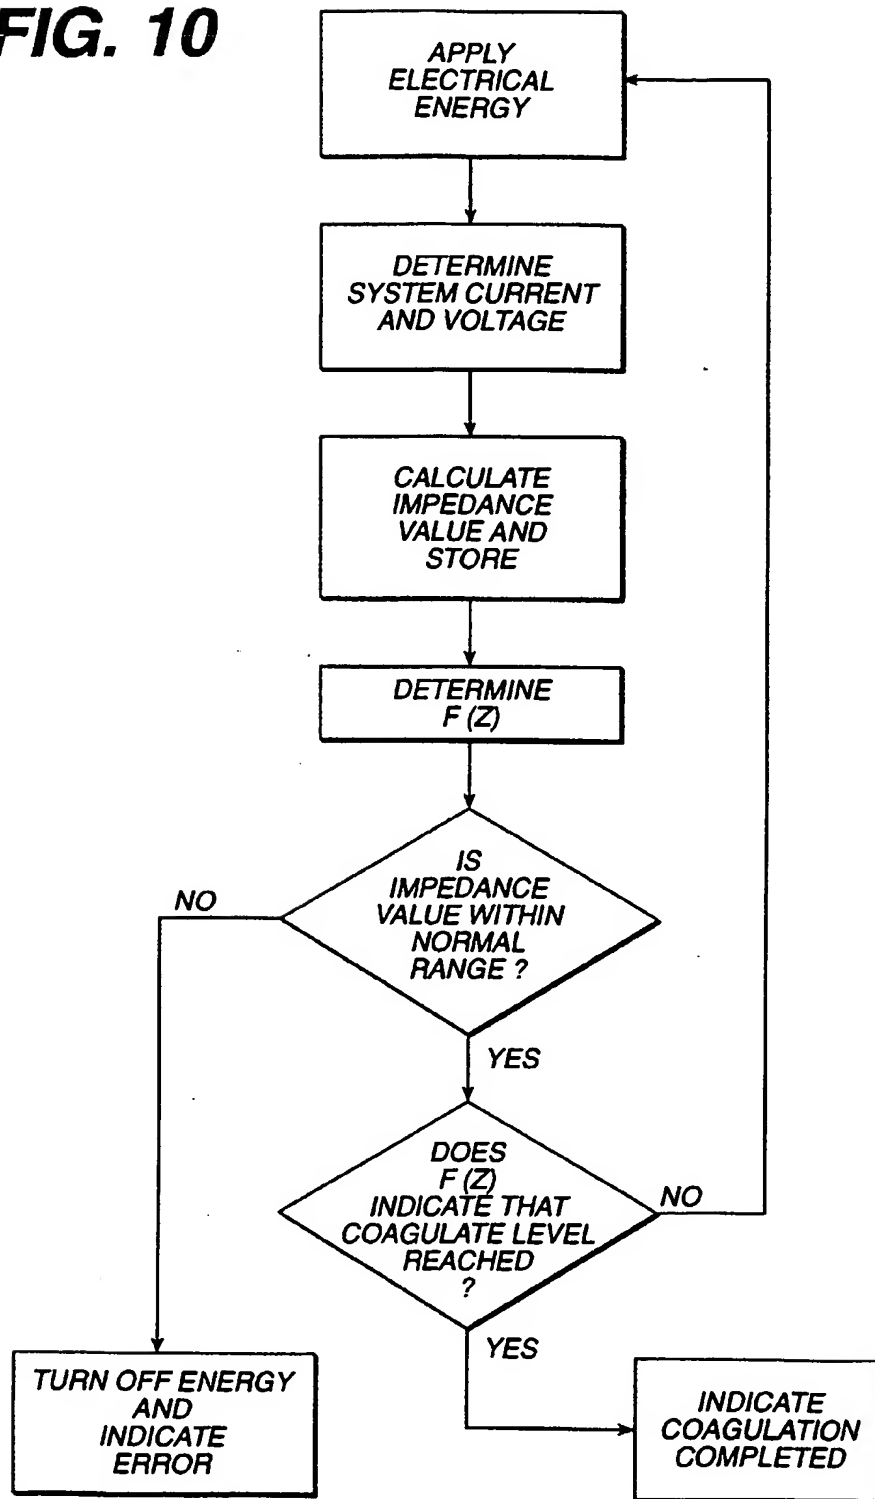 FIG. 10
APPLY
ELECTRICAL
ENERGY
DETERMINE
SYSTEM CURRENT
AND VOLTAGE
CALCULATE
IMPEDANCE
VALUE AND
STORE
DETERMINE
F (Z)
IS
IMPEDANCE
VALUE WITHIN
NORMAL
RANGE ?
NO
YES
DOES
F (Z)
INDICATE THAT
COAGULATE LEVEL
REACHED
?
NO
YES
TURN OFF ENERGY
AND
INDICATE
ERROR
INDICATE
COAGULATION
COMPLETED